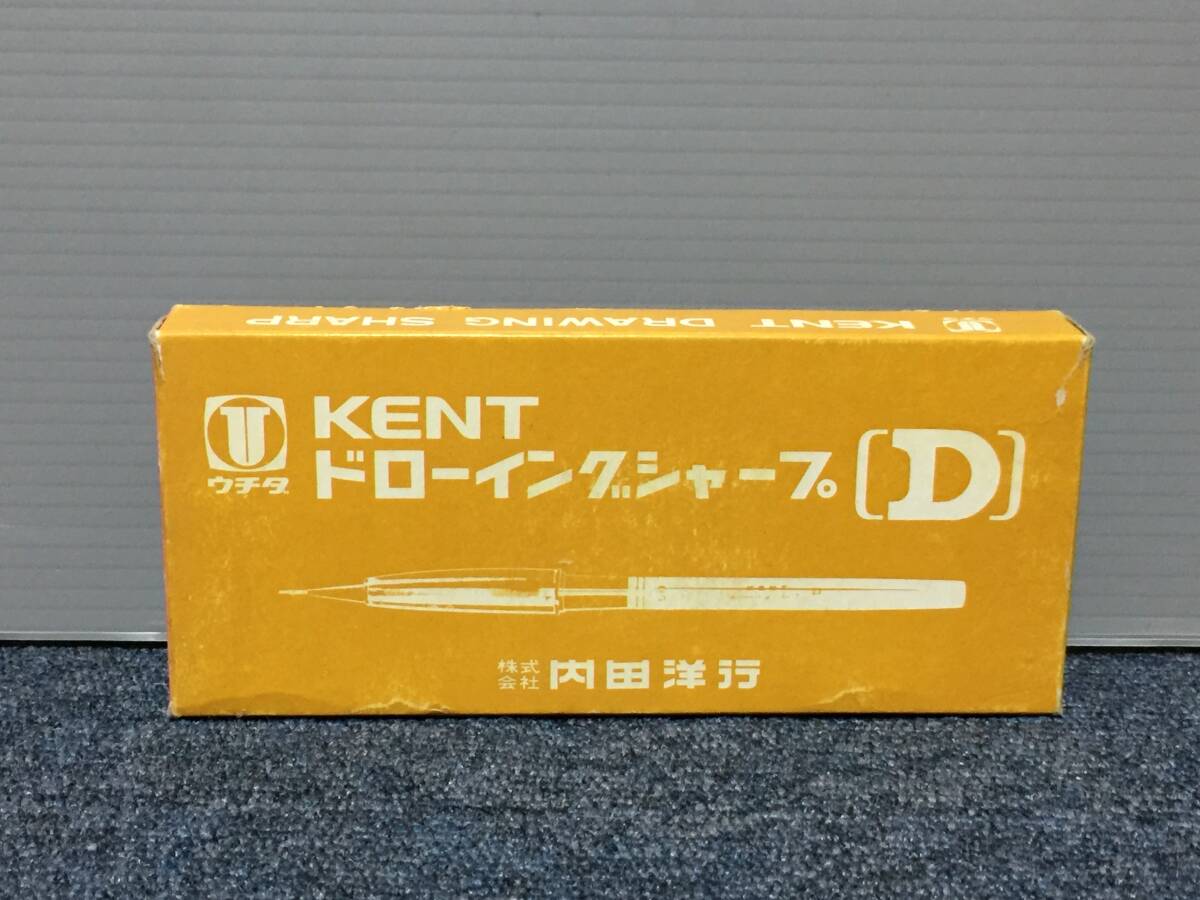 KENT DRAWING SHARP
KENT
ウチダ
ドローイングシャープ [D]
株式会社 内田洋行